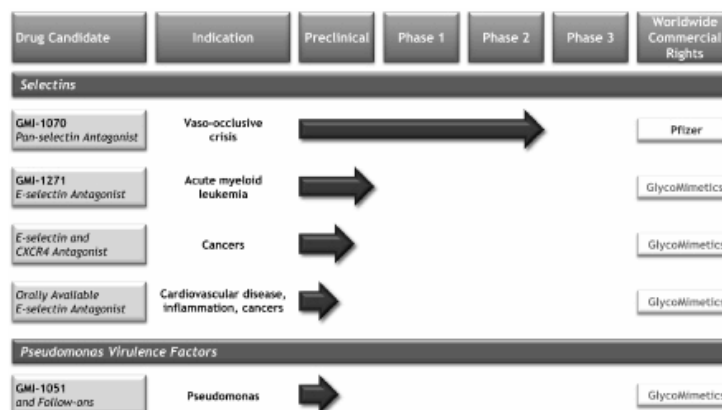 Drug Candidate
Indication
Preclinical
Phase 1
Phase 2
Phase 3
Worldwide
Commercial
Rights
Selectins
GMI-1070
Pan-selectin Antagonist
Vaso-occlusive
crisis
Pfizer
GMI-1271
E-selectin Antagonist
Acute myeloid
leukemia
GlycoMimetics
E-selectin and
CXCR4 Antagonist
Cancers
GlycoMimetics
Orally Available
E-selectin Antagonist
Cardiovascular disease,
inflammation, cancers
GlycoMimetics
Pseudomonas Virulence Factors
GMI-1051
and Follow-ons
Pseudomonas
GlycoMimetics